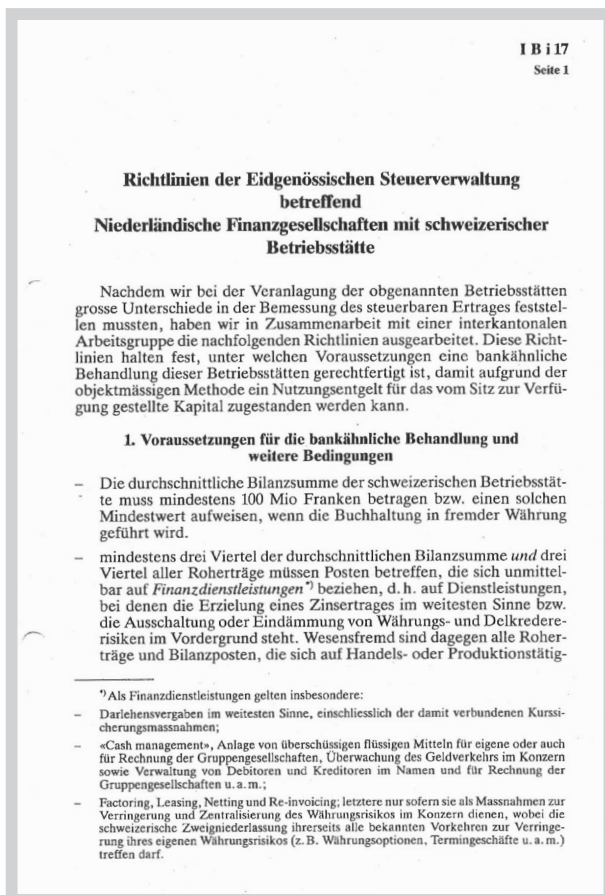 I B i 17
Seite 1
Richtlinien der Eidgenössischen Steuerverwaltung
betreffend
Niederländische Finanzgesellschaften mit schweizerischer
Betriebsstätte
Nachdem wir bei der Veranlagung der obgenannten Betriebsstätten
grosse Unterschiede in der Bemessung des steuerbaren Ertrages feststel-
len mussten, haben wir in Zusammenarbeit mit einer interkantonalen
Arbeitsgruppe die nachfolgenden Richtlinien ausgearbeitet. Diese Richt-
linien halten fest, unter welchen Voraussetzungen eine bankähnliche
Behandlung dieser Betriebsstätten gerechtfertigt ist, damit aufgrund der
objektmässigen Methode ein Nutzungsentgelt für das vom Sitz zur Verfü-
gung gestellte Kapital zugestanden werden kann.
1. Voraussetzungen für die bankähnliche Behandlung und
weitere Bedingungen
– Die durchschnittliche Bilanzsumme der schweizerischen Betriebsstät-
te muss mindestens 100 Mio Franken betragen bzw. einen solchen
Mindestwert aufweisen, wenn die Buchhaltung in fremder Währung
geführt wird.
– mindestens drei Viertel der durchschnittlichen Bilanzsumme und drei
Viertel aller Roherträge müssen Posten betreffen, die sich unmittel-
bar auf Finanzdienstleistungen*) beziehen, d. h. auf Dienstleistungen,
bei denen die Erzielung eines Zinsertrages im weitesten Sinne bzw.
die Ausschaltung oder Eindämmung von Währungs- und Delkredere-
risiken im Vordergrund steht. Wesensfremd sind dagegen alle Roher-
träge und Bilanzposten, die sich auf Handels- oder Produktionstätig-
*) Als Finanzdienstleistungen gelten insbesondere:
– Darlehensvergaben im weitesten Sinne, einschliesslich der damit verbundenen Kurssi-
cherungsmassnahmen;
– «Cash management», Anlage von überschüssigen flüssigen Mitteln für eigene oder auch
für Rechnung der Gruppengesellschaften, Überwachung des Geldverkehrs im Konzern
sowie Verwaltung von Debitoren und Kreditoren im Namen und für Rechnung der
Gruppengesellschaften u. a. m.;
– Factoring, Leasing, Netting und Re-invoicing; letztere nur sofern sie als Massnahmen zur
Verringerung und Zentralisierung des Währungsrisikos im Konzern dienen, wobei die
schweizerische Zweigniederlassung ihrerseits alle bekannten Vorkehren zur Verringe-
rung ihres eigenen Währungsrisikos (z. B. Währungsoptionen, Termingeschäfte u. a. m.)
treffen darf.